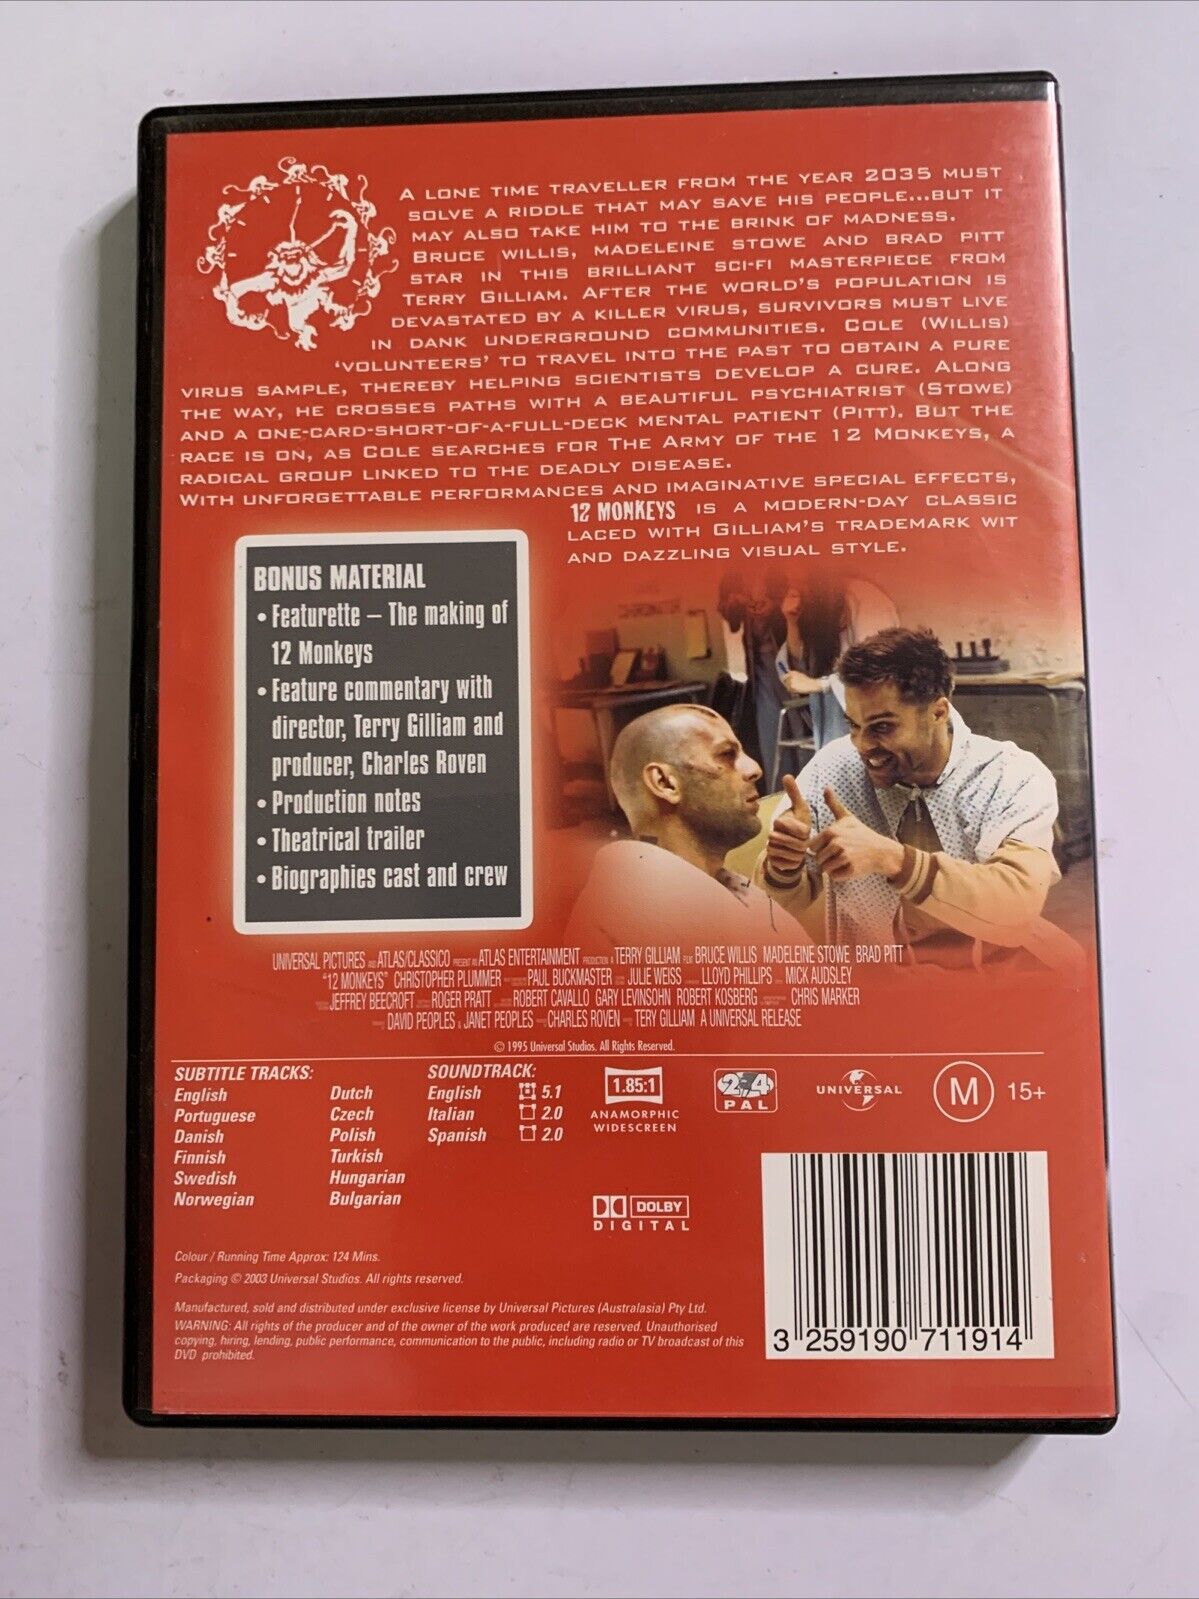 A LONE TIME TRAVELLER FROM THE YEAR 2035 MUST
SOLVE A RIDDLE THAT MAY SAVE HIS PEOPLE...BUT IT
MAY ALSO TAKE HIM TO THE BRINK OF MADNESS.
BRUCE WILLIS, MADELEINE STOWE AND BRAD PITT
STAR IN THIS BRILLIANT SCI-FI MASTERPIECE FROM
TERRY GILLIAM. AFTER THE WORLD'S POPULATION IS
DEVASTATED BY A KILLER VIRUS, SURVIVORS MUST LIVE
IN DANK UNDERGROUND COMMUNITIES. COLE (WILLIS)
'VOLUNTEERS' TO TRAVEL INTO THE PAST TO OBTAIN A PURE
VIRUS SAMPLE, THEREBY HELPING SCIENTISTS DEVELOP A CURE. ALONG
THE WAY, HE CROSSES PATHS WITH A BEAUTIFUL PSYCHIATRIST (STOWE)
AND A ONE-CARD-SHORT-OF-A-FULL-DECK MENTAL PATIENT (PITT). BUT THE
RACE IS ON, AS COLE SEARCHES FOR THE ARMY OF THE 12 MONKEYS, A
RADICAL GROUP LINKED TO THE DEADLY DISEASE.
WITH UNFORGETTABLE PERFORMANCES AND IMAGINATIVE SPECIAL EFFECTS,
12 MONKEYS IS A MODERN-DAY CLASSIC
LACED WITH GILLIAM'S TRADEMARK WIT
AND DAZZLING VISUAL STYLE.
BONUS MATERIAL
• Featurette – The making of
12 Monkeys
• Feature commentary with
director, Terry Gilliam and
producer, Charles Roven
• Production notes
• Theatrical trailer
• Biographies cast and crew
UNIVERSAL PICTURES AND ATLAS/CLASSICO PRESENT AN ATLAS ENTERTAINMENT PRODUCTION A TERRY GILLIAM FILM BRUCE WILLIS MADELEINE STOWE BRAD PITT
"12 MONKEYS" CHRISTOPHER PLUMMER PAUL BUCKMASTER JULIE WEISS LLOYD PHILLIPS MICK AUDSLEY
JEFFREY BEECROFT ROGER PRATT ROBERT CAVALLO GARY LEVINSOHN ROBERT KOSBERG CHRIS MARKER
DAVID PEOPLES & JANET PEOPLES CHARLES ROVEN TERY GILLIAM A UNIVERSAL RELEASE
© 1995 Universal Studios. All Rights Reserved.
SUBTITLE TRACKS:
English
Portuguese
Danish
Finnish
Swedish
Norwegian
Dutch
Czech
Polish
Turkish
Hungarian
Bulgarian
SOUNDTRACK:
English 5.1
Italian 2.0
Spanish 2.0
1.85:1
ANAMORPHIC
WIDESCREEN
2 4
PAL
UNIVERSAL
M 15+
DOLBY
DIGITAL
Colour / Running Time Approx: 124 Mins.
Packaging © 2003 Universal Studios. All rights reserved.
Manufactured, sold and distributed under exclusive license by Universal Pictures (Australasia) Pty Ltd.
WARNING: All rights of the producer and of the owner of the work produced are reserved. Unauthorised
copying, hiring, lending, public performance, communication to the public, including radio or TV broadcast of this
DVD prohibited.
3 259190 711914